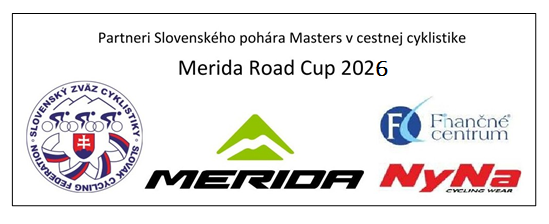 Partneri Slovenského pohára Masters v cestnej cyklistike
Merida Road Cup 2026
SLOVENSKÝ ZVÄZ CYKLISTIKY
SLOVAK CYCLING FEDERATION
MERIDA
FC
Finančné
centrum
NyNa
CYCLING WEAR